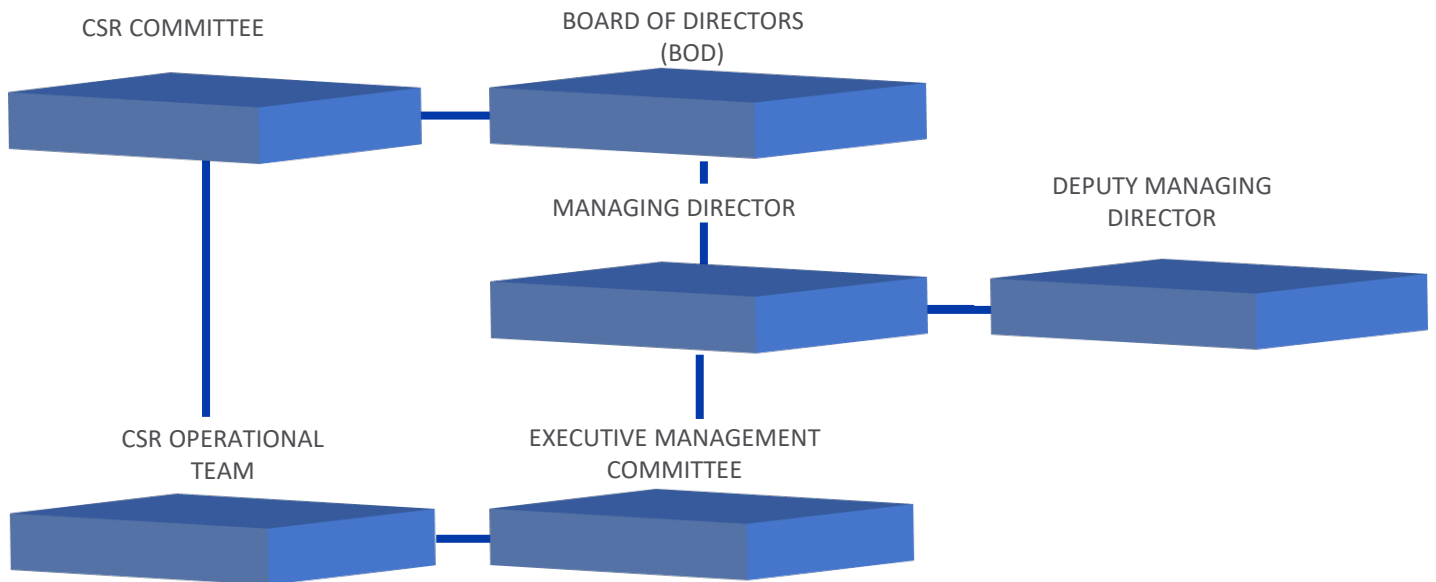 CSR COMMITTEE
BOARD OF DIRECTORS
(BOD)
MANAGING DIRECTOR
DEPUTY MANAGING
DIRECTOR
CSR OPERATIONAL
TEAM
EXECUTIVE MANAGEMENT
COMMITTEE